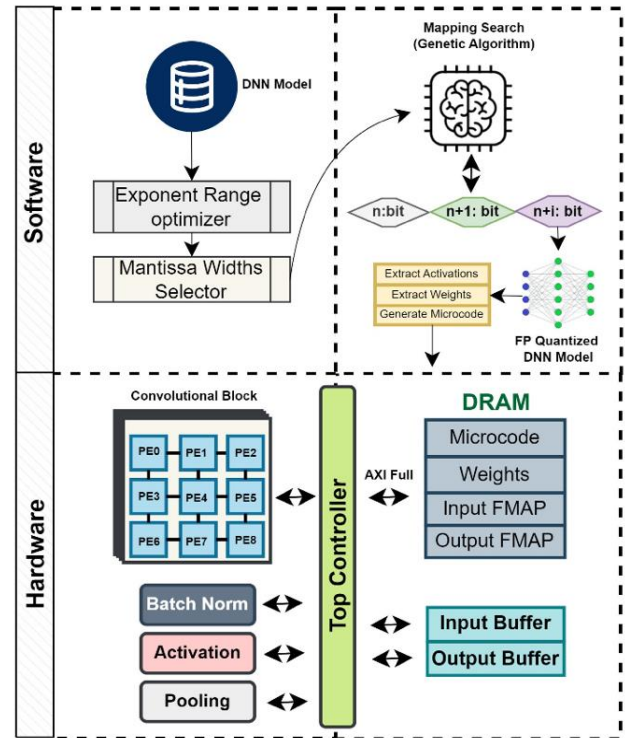 Software
DNN Model
Exponent Range
optimizer
Mantissa Widths
Selector
Mapping Search
(Genetic Algorithm)
n:bit
n+1: bit
n+i: bit
Extract Activations
Extract Weights
Generate Microcode
FP Quantized
DNN Model
Hardware
Convolutional Block
PE0
PE1
PE2
PE3
PE4
PE5
PE6
PE7
PE8
Batch Norm
Activation
Pooling
Top Controller
AXI Full
DRAM
Microcode
Weights
Input FMAP
Output FMAP
Input Buffer
Output Buffer